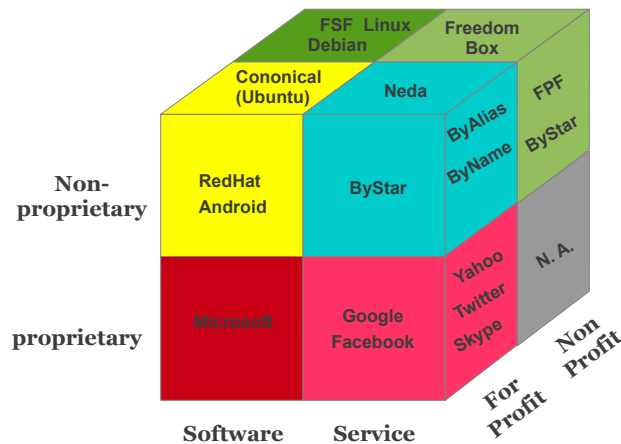 FSF Linux
Debian
Freedom
Box
Cononical
(Ubuntu)
Neda
ByAlias
ByName
FPF
ByStar
Non-
proprietary
RedHat
Android
ByStar
Yahoo
Twitter
Skype
N. A.
proprietary
Microsoft
Google
Facebook
For
Profit
Non
Profit
Software
Service